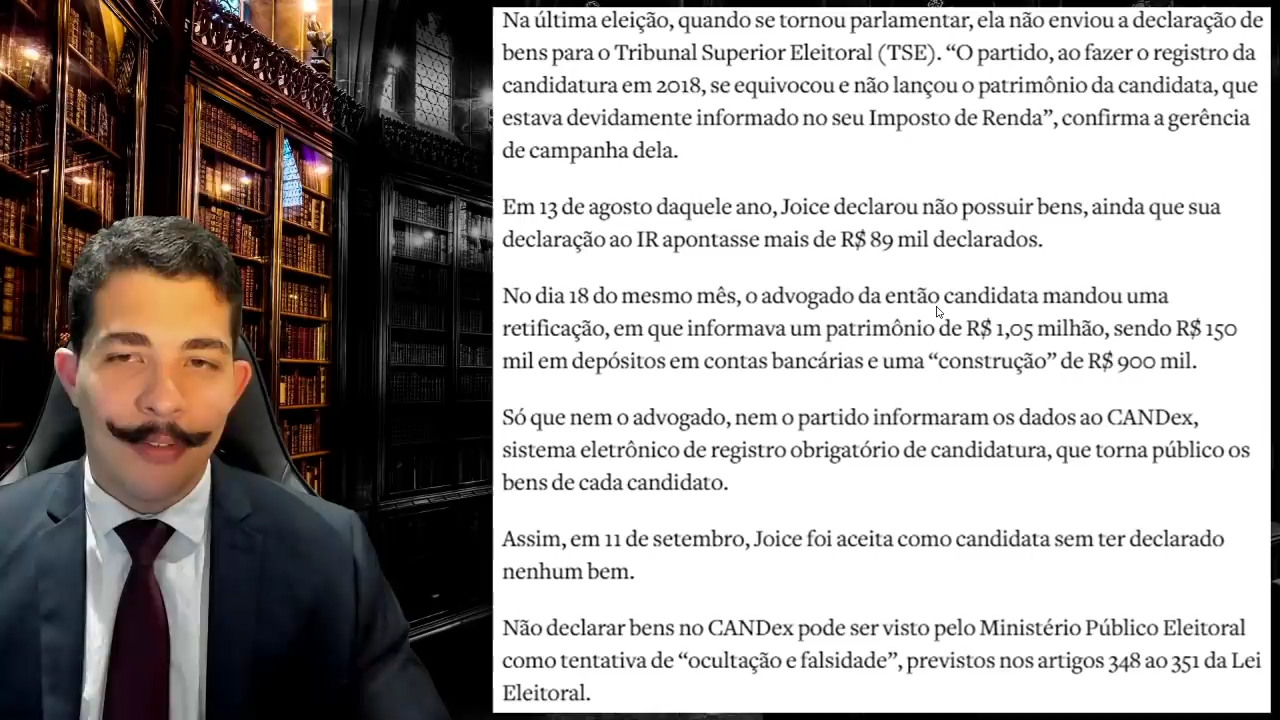 Na última eleição, quando se tornou parlamentar, ela não enviou a declaração de
bens para o Tribunal Superior Eleitoral (TSE). “O partido, ao fazer o registro da
candidatura em 2018, se equivocou e não lançou o patrimônio da candidata, que
estava devidamente informado no seu Imposto de Renda”, confirma a gerência
de campanha dela.
Em 13 de agosto daquele ano, Joice declarou não possuir bens, ainda que sua
declaração ao IR apontasse mais de R$ 89 mil declarados.
No dia 18 do mesmo mês, o advogado da então candidata mandou uma
retificação, em que informava um patrimônio de R$ 1,05 milhão, sendo R$ 150
mil em depósitos em contas bancárias e uma “construção” de R$ 900 mil.
Só que nem o advogado, nem o partido informaram os dados ao CANDex,
sistema eletrônico de registro obrigatório de candidatura, que torna público os
bens de cada candidato.
Assim, em 11 de setembro, Joice foi aceita como candidata sem ter declarado
nenhum bem.
Não declarar bens no CANDex pode ser visto pelo Ministério Público Eleitoral
como tentativa de “ocultação e falsidade”, previstos nos artigos 348 ao 351 da Lei
Eleitoral.